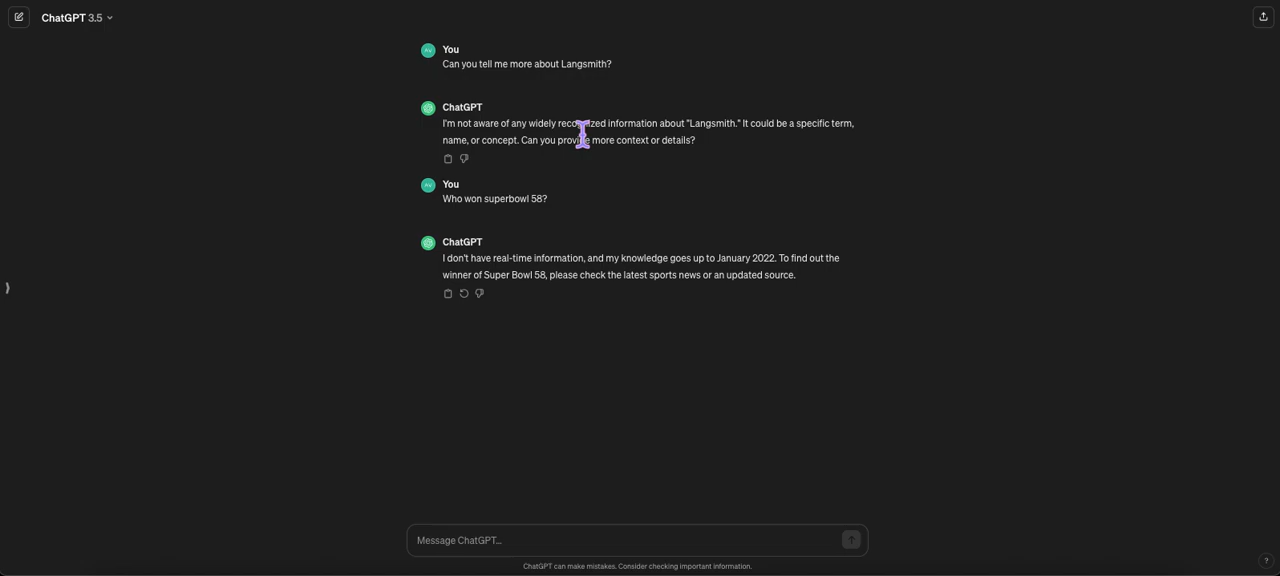 ChatGPT 3.5
You
Can you tell me more about Langsmith?
ChatGPT
I'm not aware of any widely recognized information about "Langsmith." It could be a specific term,
name, or concept. Can you provide more context or details?
You
Who won superbowl 58?
ChatGPT
I don't have real-time information, and my knowledge goes up to January 2022. To find out the
winner of Super Bowl 58, please check the latest sports news or an updated source.
Message ChatGPT...
ChatGPT can make mistakes. Consider checking important information.
?